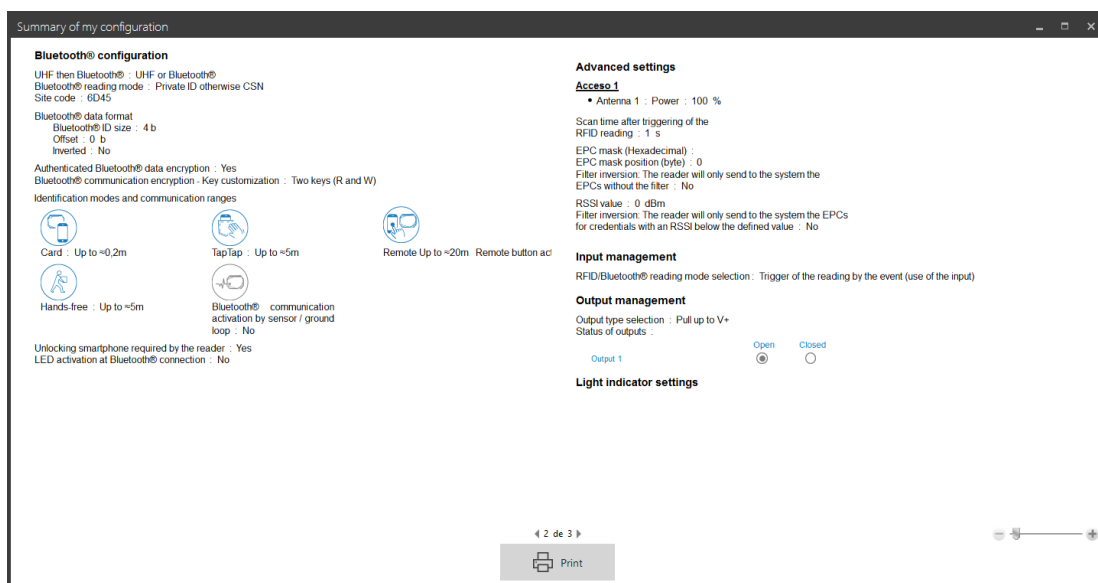 Summary of my configuration
Bluetooth® configuration
UHF then Bluetooth® : UHF or Bluetooth®
Bluetooth® reading mode : Private ID otherwise CSN
Site code : 6D45
Bluetooth® data format
Bluetooth® ID size : 4 b
Offset : 0 b
Inverted : No
Authenticated Bluetooth® data encryption : Yes
Bluetooth® communication encryption - Key customization : Two keys (R and W)
Identification modes and communication ranges
Card : Up to ≈0,2m
TapTap : Up to ≈5m
Remote Up to ≈20m Remote button act
Hands-free : Up to ≈5m
Bluetooth® communication
activation by sensor / ground
loop : No
Unlocking smartphone required by the reader : Yes
LED activation at Bluetooth® connection : No
Advanced settings
Acceso 1
• Antenna 1 : Power : 100 %
Scan time after triggering of the
RFID reading : 1 s
EPC mask (Hexadecimal) :
EPC mask position (byte) : 0
Filter inversion: The reader will only send to the system the
EPCs without the filter : No
RSSI value : 0 dBm
Filter inversion: The reader will only send to the system the EPCs
for credentials with an RSSI below the defined value : No
Input management
RFID/Bluetooth® reading mode selection : Trigger of the reading by the event (use of the input)
Output management
Output type selection : Pull up to V+
Status of outputs :
Open Closed
Output 1
Light indicator settings
2 de 3
Print